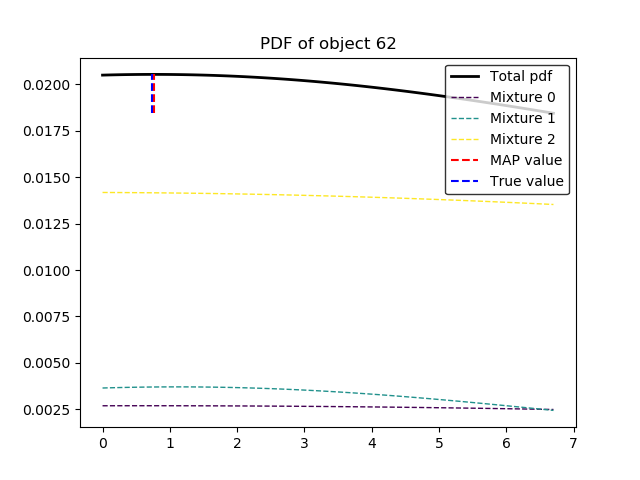 PDF of object 62
0.0200
0.0175
0.0150
0.0125
0.0100
0.0075
0.0050
0.0025
Total pdf
Mixture 0
Mixture 1
Mixture 2
MAP value
True value
0 1 2 3 4 5 6 7